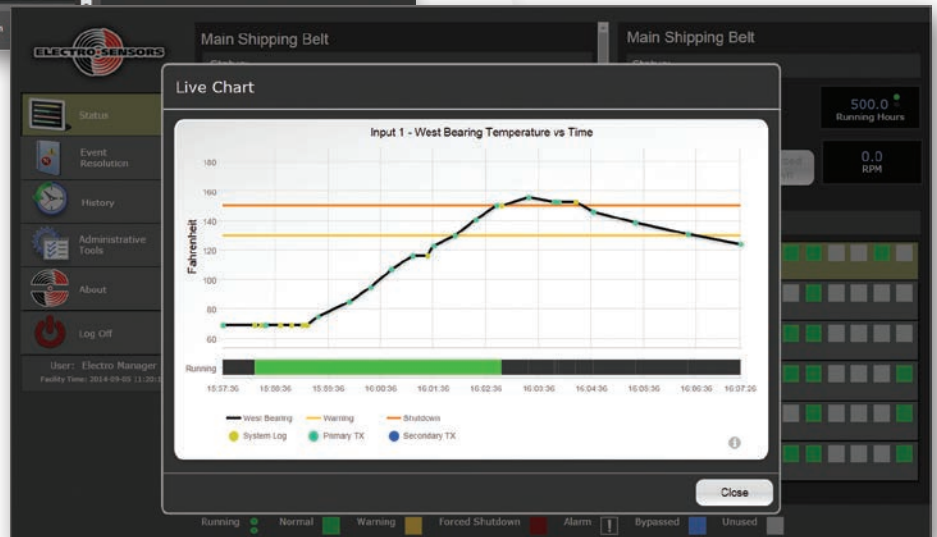 ELECTRO-SENSORS
Main Shipping Belt
Main Shipping Belt
Live Chart
Status
Event
Resolution
History
Administrative
Tools
About
Log Off
User: Electro Manager
500.0
Running Hours
0.0
RPM
Input 1 - West Bearing Temperature vs Time
Fahrenheit
180
160
140
120
100
80
60
Running
15:57:36 15:58:36 15:59:36 16:00:36 16:01:36 16:02:36 16:03:36 16:04:36 16:05:36 16:06:36 16:07:26
West Bearing Warning Shutdown
System Log Primary TX Secondary TX
Close
Running Normal Warning Forced Shutdown Alarm ! Bypassed Unused